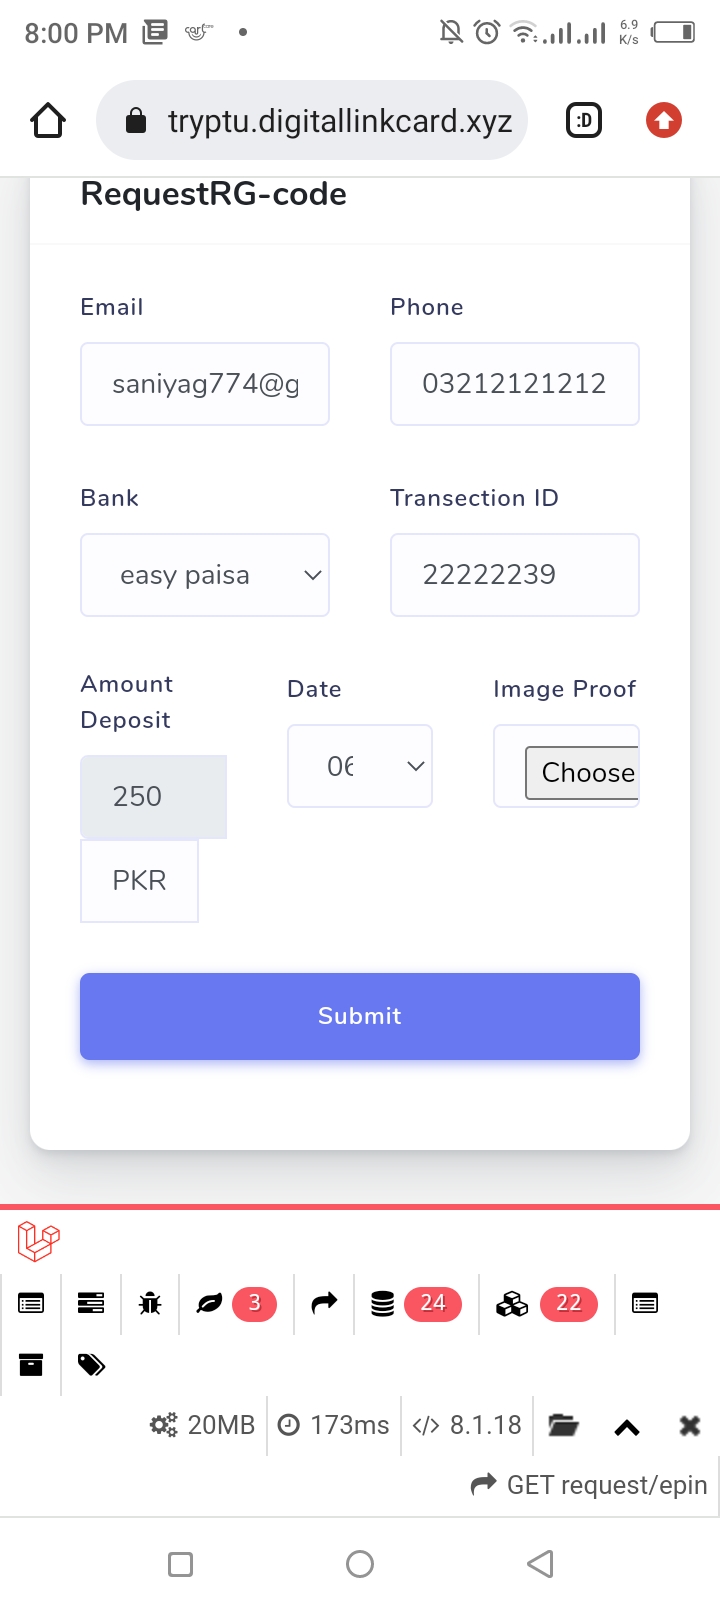 8:00 PM
6.9
K/s
tryptu.digitallinkcard.xyz
:D
RequestRG-code
Email
Phone
saniyag774@g
03212121212
Bank
Transection ID
easy paisa
22222239
Amount
Deposit
Date
Image Proof
250
06
Choose
PKR
Submit
3
24
22
20MB
173ms
8.1.18
GET request/epin